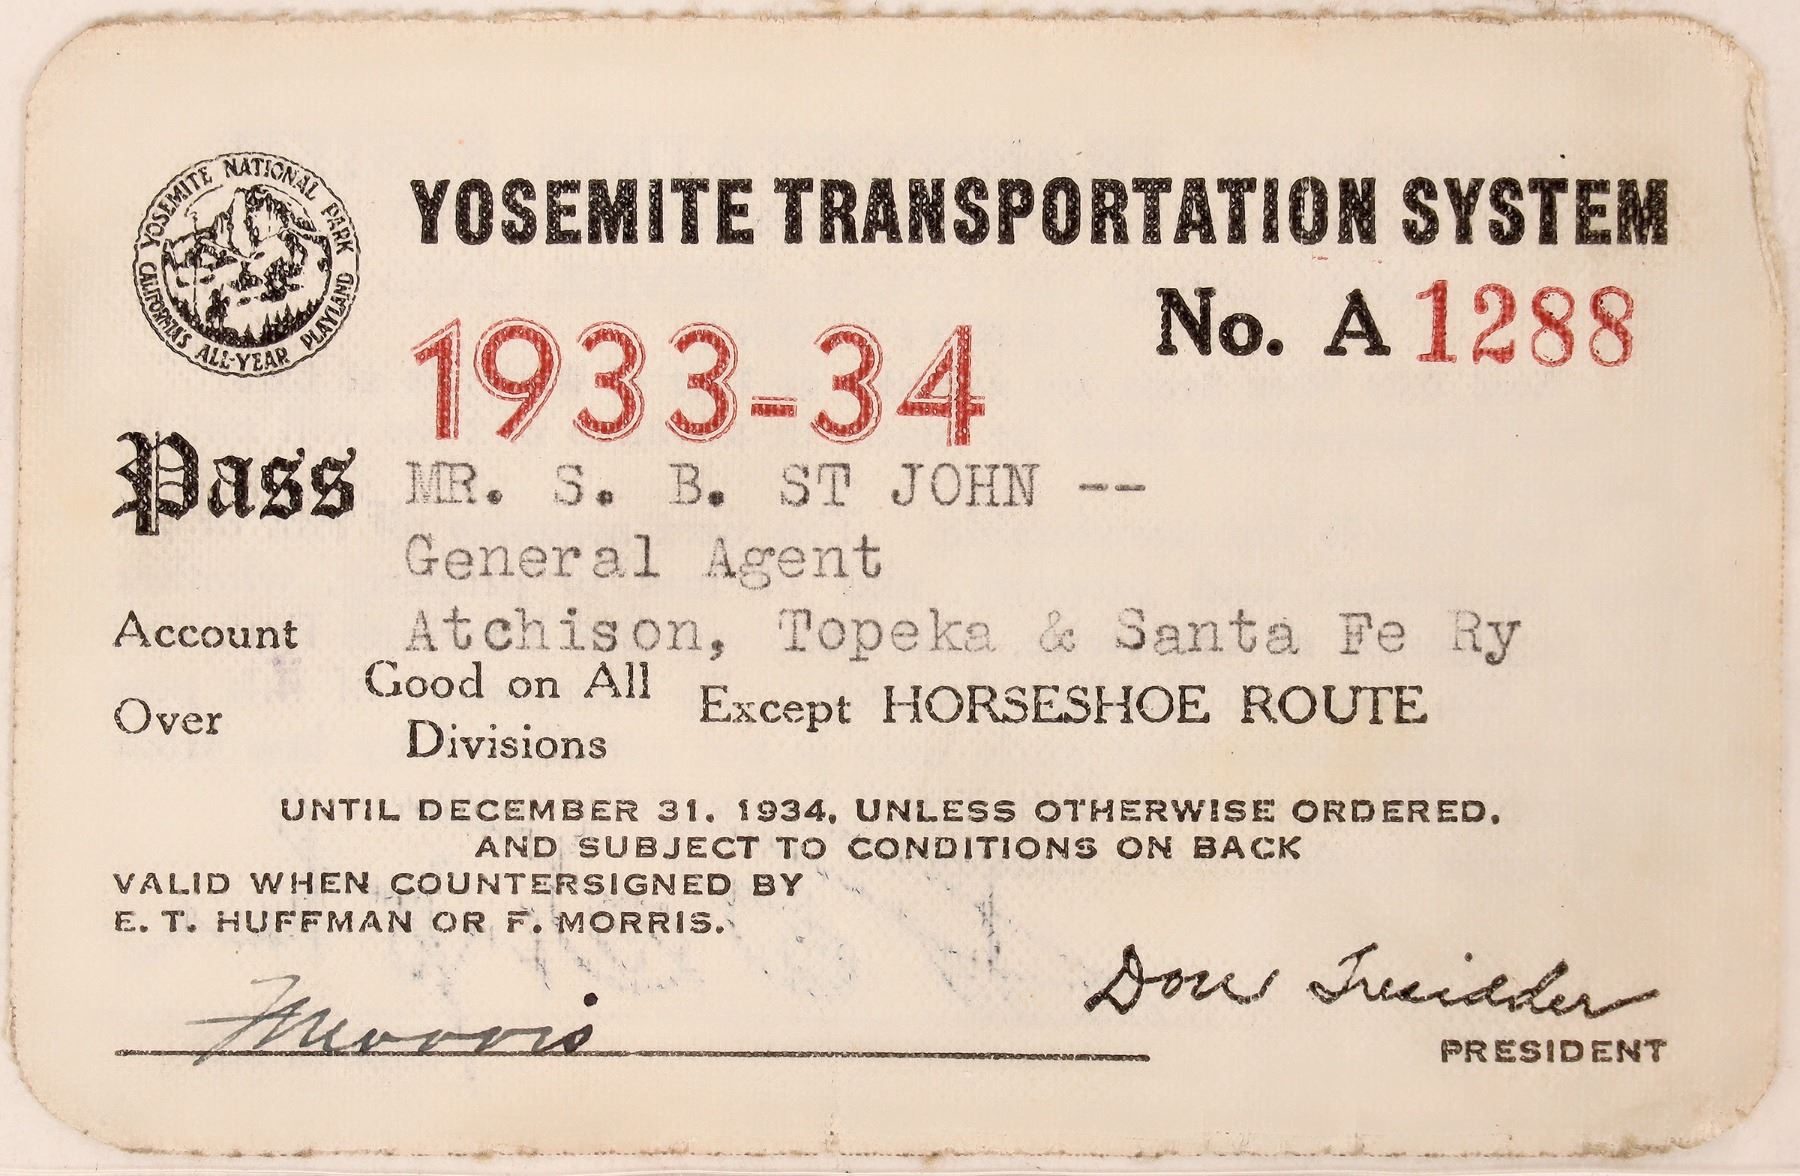 YOSEMITE NATIONAL PARK
CALIFORNIA'S ALL-YEAR PLAYLAND
YOSEMITE TRANSPORTATION SYSTEM
No. A 1288
1933-34
Pass MR. S. B. ST JOHN --
General Agent
Account Atchison, Topeka & Santa Fe Ry
Over Good on All Divisions Except HORSESHOE ROUTE
UNTIL DECEMBER 31, 1934, UNLESS OTHERWISE ORDERED,
AND SUBJECT TO CONDITIONS ON BACK
VALID WHEN COUNTERSIGNED BY
E. T. HUFFMAN OR F. MORRIS.
F Morris
Don Tresidder
PRESIDENT